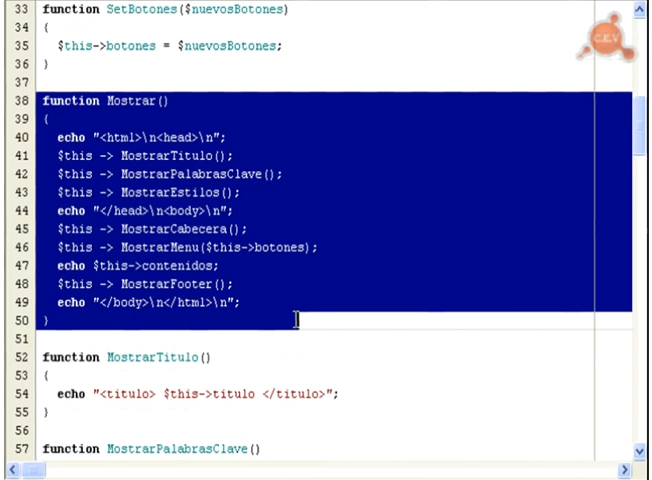 33 function SetBotones($nuevosBotones)
34 {
35 $this->botones = $nuevosBotones;
36 }
37
38 function Mostrar()
39 {
40 echo "<html>\n<head>\n";
41 $this -> MostrarTitulo();
42 $this -> MostrarPalabrasClave();
43 $this -> MostrarEstilos();
44 echo "</head>\n<body>\n";
45 $this -> MostrarCabecera();
46 $this -> MostrarMenu($this->botones);
47 echo $this->contenidos;
48 $this -> MostrarFooter();
49 echo "</body>\n</html>\n";
50 }
51
52 function MostrarTitulo()
53 {
54 echo "<titulo> $this->titulo </titulo>";
55 }
56
57 function MostrarPalabrasClave()
C.E.V